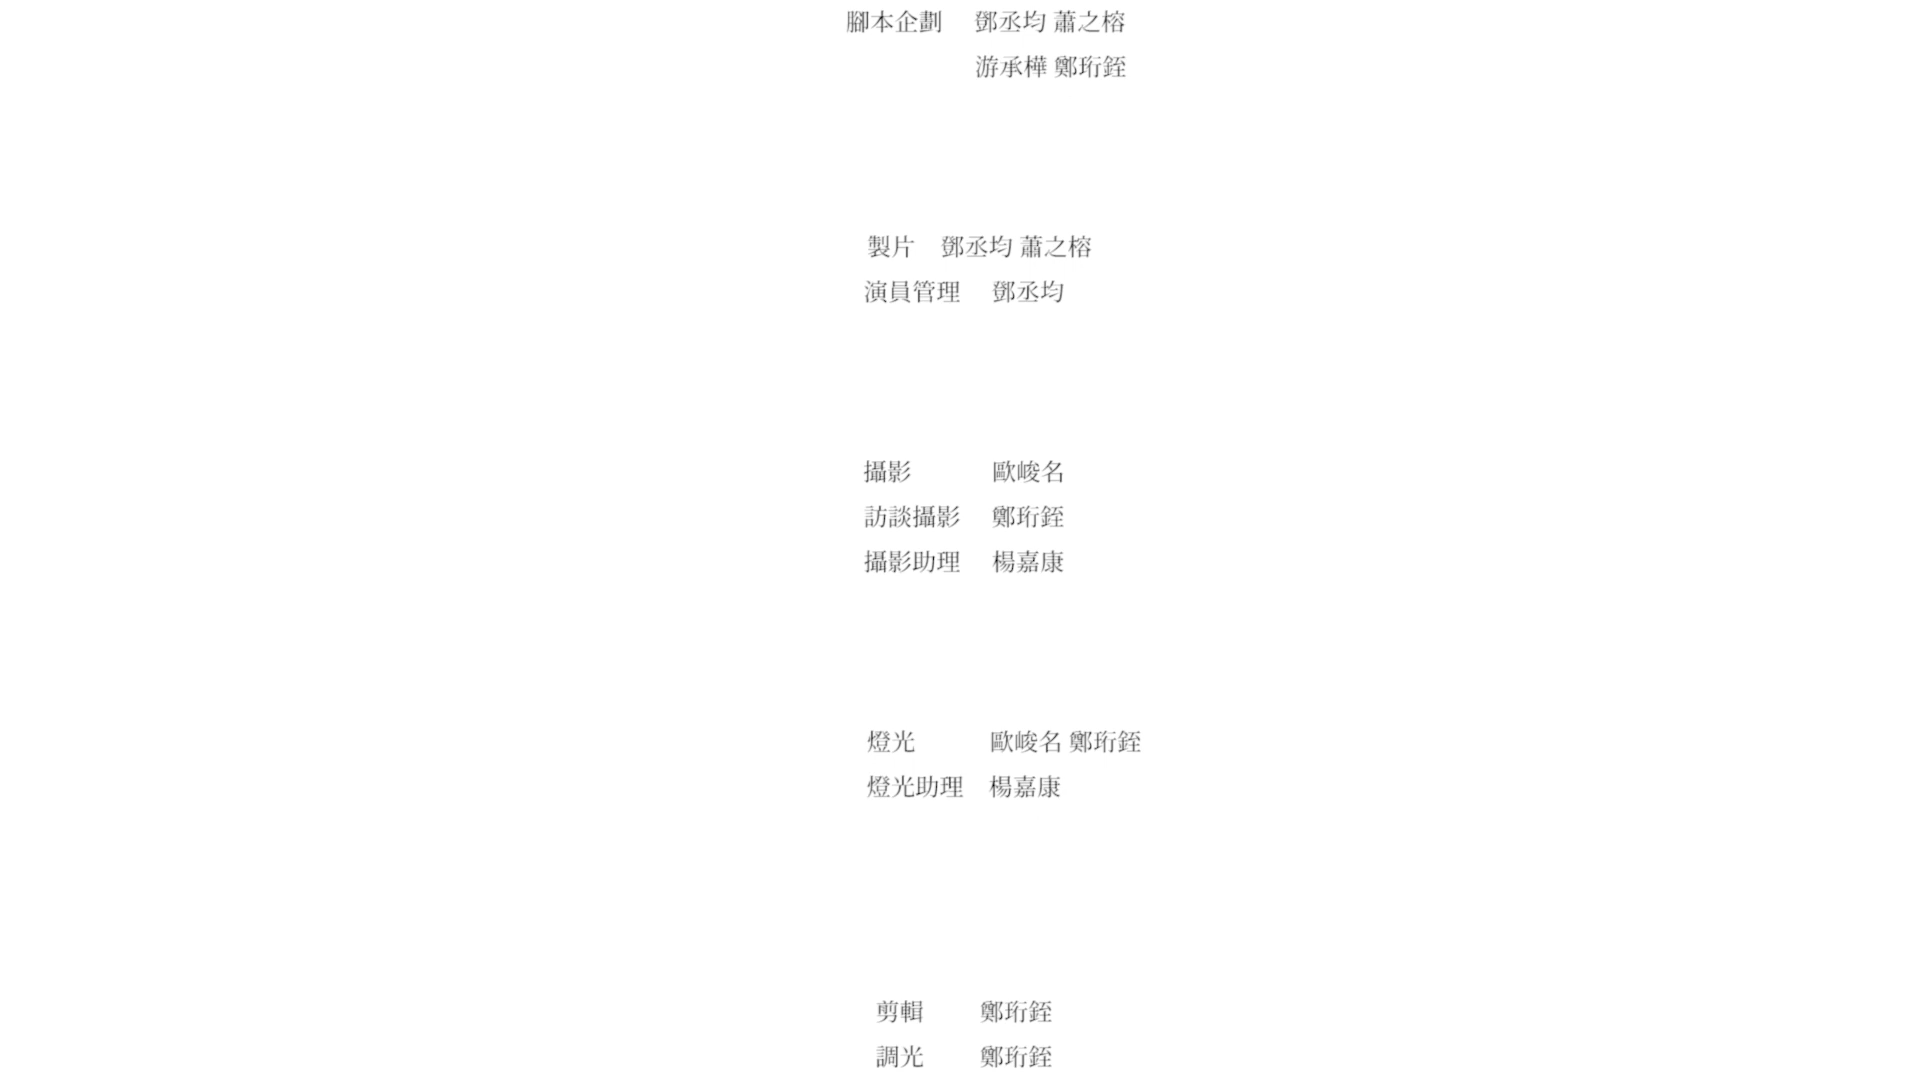 腳本企劃 鄧丞均 蕭之榕
游承樺 鄭珩銍
製片 鄧丞均 蕭之榕
演員管理 鄧丞均
攝影 歐峻名
訪談攝影 鄭珩銍
攝影助理 楊嘉康
燈光 歐峻名 鄭珩銍
燈光助理 楊嘉康
剪輯 鄭珩銍
調光 鄭珩銍